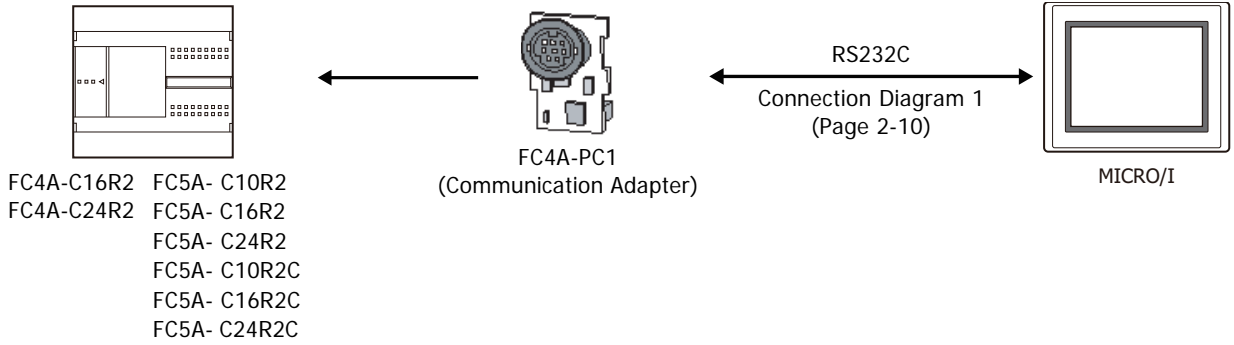 RS232C
Connection Diagram 1
(Page 2-10)
FC4A-PC1
(Communication Adapter)
MICRO/I
FC4A-C16R2 FC5A- C10R2
FC4A-C24R2 FC5A- C16R2
FC5A- C24R2
FC5A- C10R2C
FC5A- C16R2C
FC5A- C24R2C